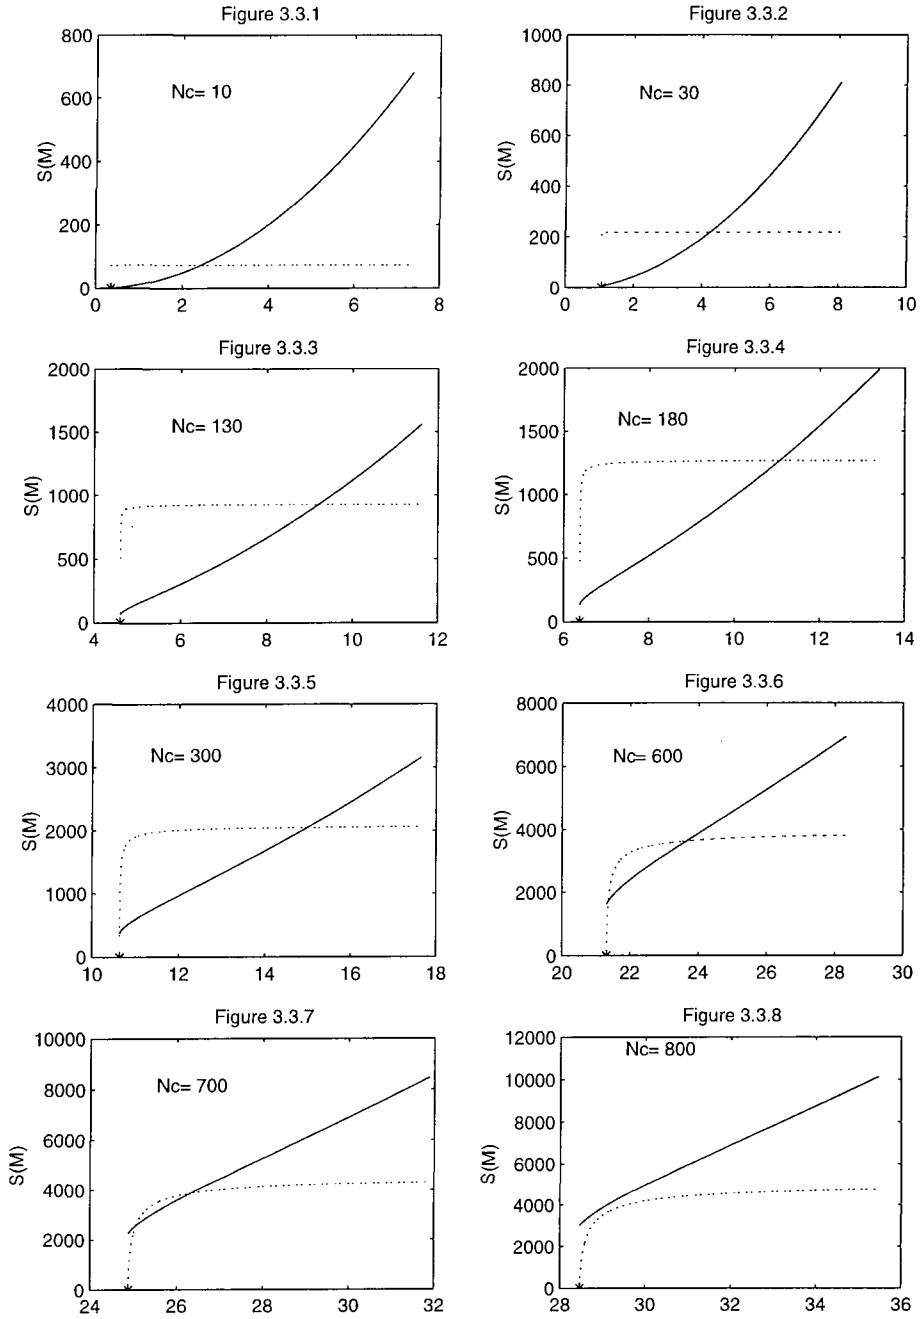 Figure 3.3.1
800
600
400
200
0
S(M)
Nc= 10
0 2 4 6 8
Figure 3.3.2
1000
800
600
400
200
0
S(M)
Nc= 30
0 2 4 6 8 10
Figure 3.3.3
2000
1500
1000
500
0
S(M)
Nc= 130
4 6 8 10 12
Figure 3.3.4
2000
1500
1000
500
0
S(M)
Nc= 180
6 8 10 12 14
Figure 3.3.5
4000
3000
2000
1000
0
S(M)
Nc= 300
10 12 14 16 18
Figure 3.3.6
8000
6000
4000
2000
0
S(M)
Nc= 600
20 22 24 26 28 30
Figure 3.3.7
10000
8000
6000
4000
2000
0
S(M)
Nc= 700
24 26 28 30 32
Figure 3.3.8
12000
10000
8000
6000
4000
2000
0
S(M)
Nc= 800
28 30 32 34 36